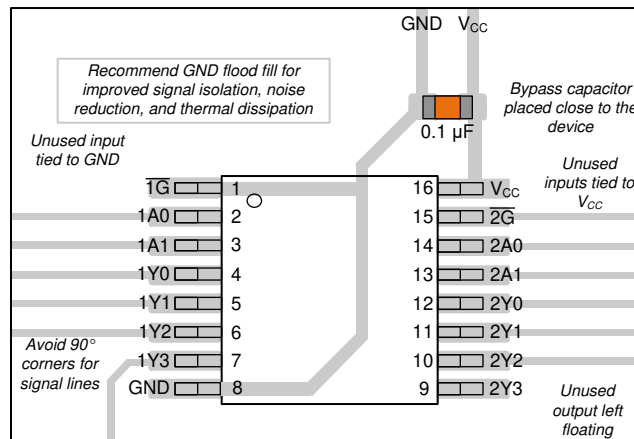 GND VCC
Recommend GND flood fill for
improved signal isolation, noise
reduction, and thermal dissipation
Bypass capacitor
placed close to the
device
0.1 µF
Unused input
tied to GND
Unused
inputs tied to
VCC
1G 1 16 VCC
1A0 2 15 2G
1A1 3 14 2A0
1Y0 4 13 2A1
1Y1 5 12 2Y0
1Y2 6 11 2Y1
1Y3 7 10 2Y2
GND 8 9 2Y3
Avoid 90°
corners for
signal lines
Unused
output left
floating